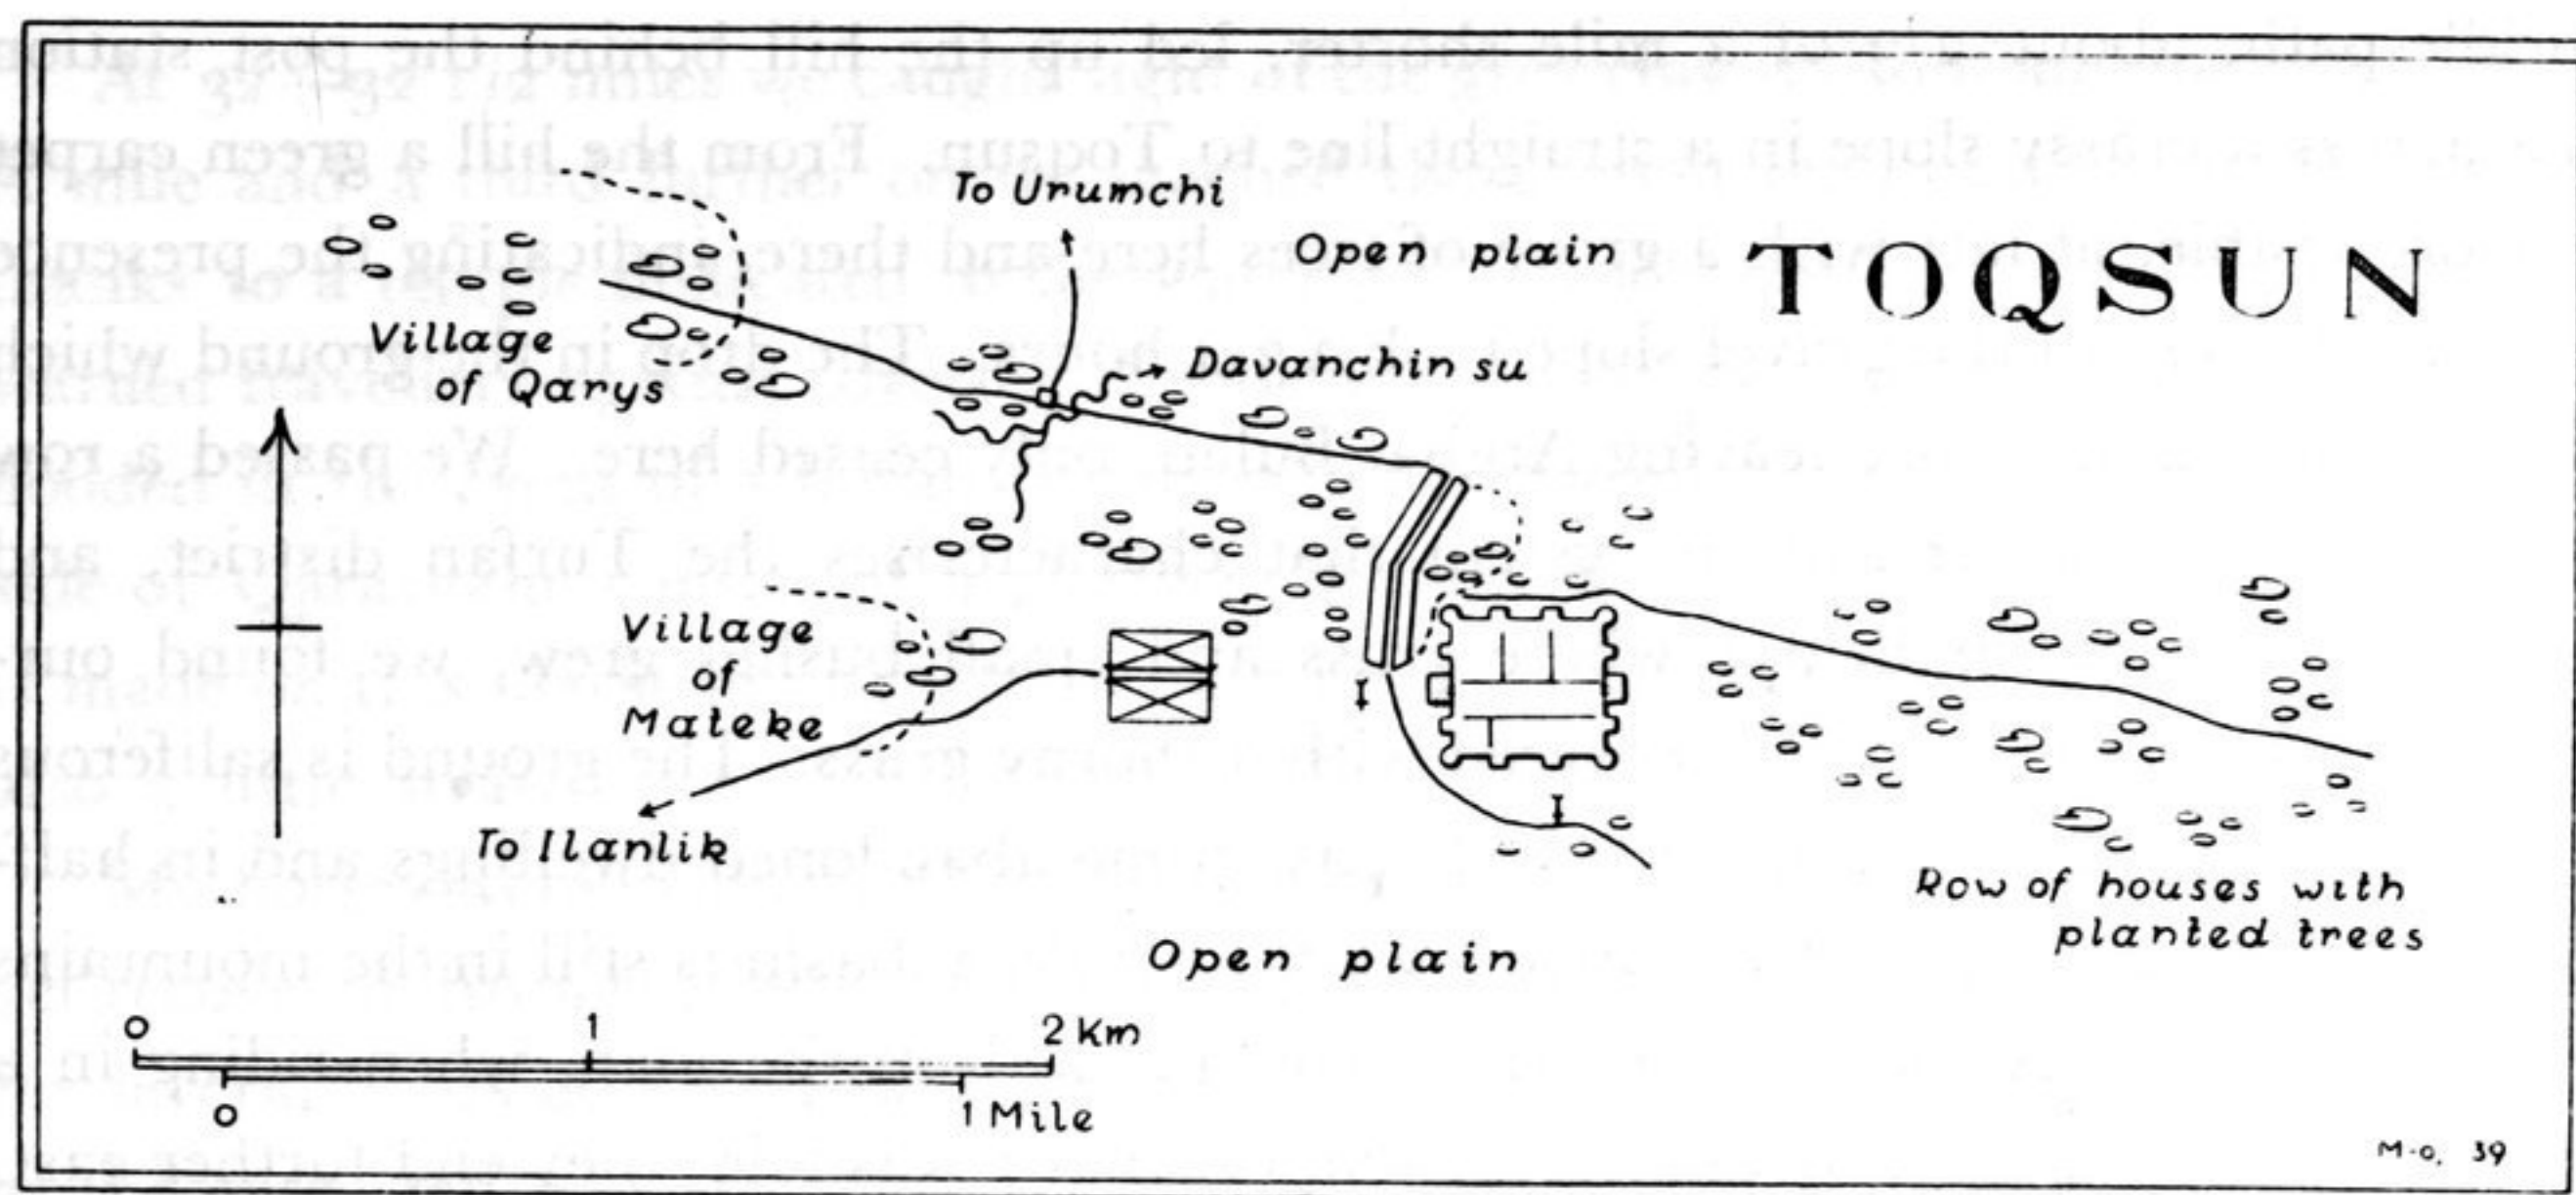 TOQSUN
To Urumchi
Open plain
Village
of Qarys
Davanchin su
Village
of
Mateke
To Ilanlik
Row of houses with
planted trees
Open plain
0 1 2 Km
0 1 Mile
M-o. 39